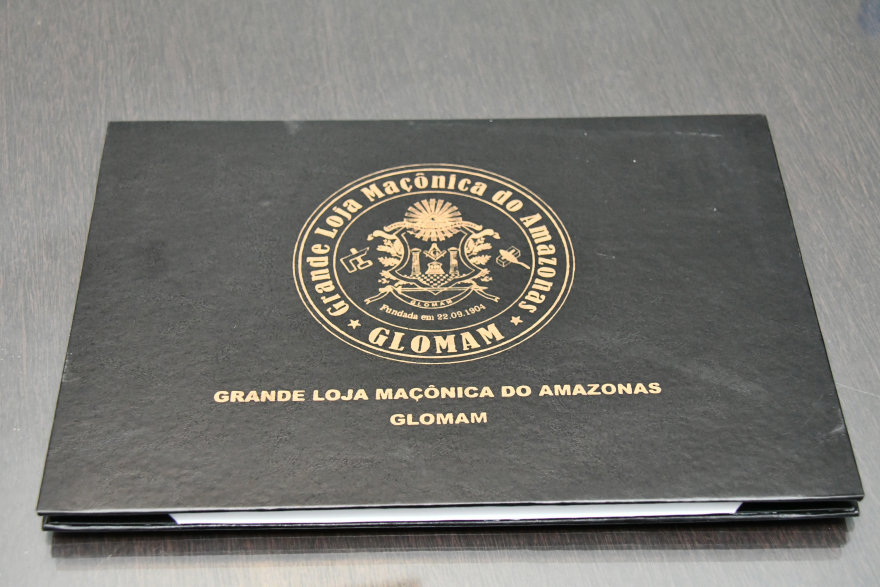 Grande Loja Maçônica do Amazonas
GLOMAM
Fundada em 22.09.1904
GLOMAM
GRANDE LOJA MAÇÔNICA DO AMAZONAS
GLOMAM